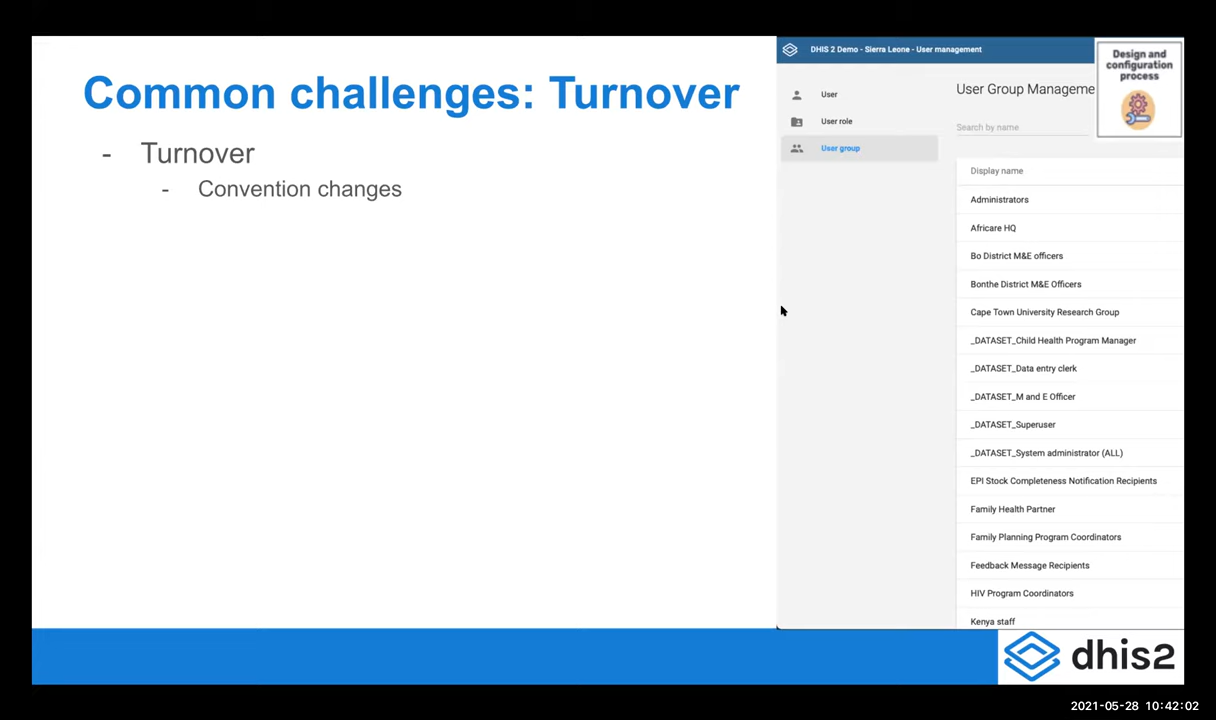 Common challenges: Turnover
- Turnover
- Convention changes
DHIS 2 Demo - Sierra Leone - User management
User
User role
User group
User Group Manageme
Search by name
Display name
Administrators
Africare HQ
Bo District M&E officers
Bonthe District M&E Officers
Cape Town University Research Group
_DATASET_Child Health Program Manager
_DATASET_Data entry clerk
_DATASET_M and E Officer
_DATASET_Superuser
_DATASET_System administrator (ALL)
EPI Stock Completeness Notification Recipients
Family Health Partner
Family Planning Program Coordinators
Feedback Message Recipients
HIV Program Coordinators
Kenya staff
Design and
configuration
process
dhis2
2021-05-28 10:42:02